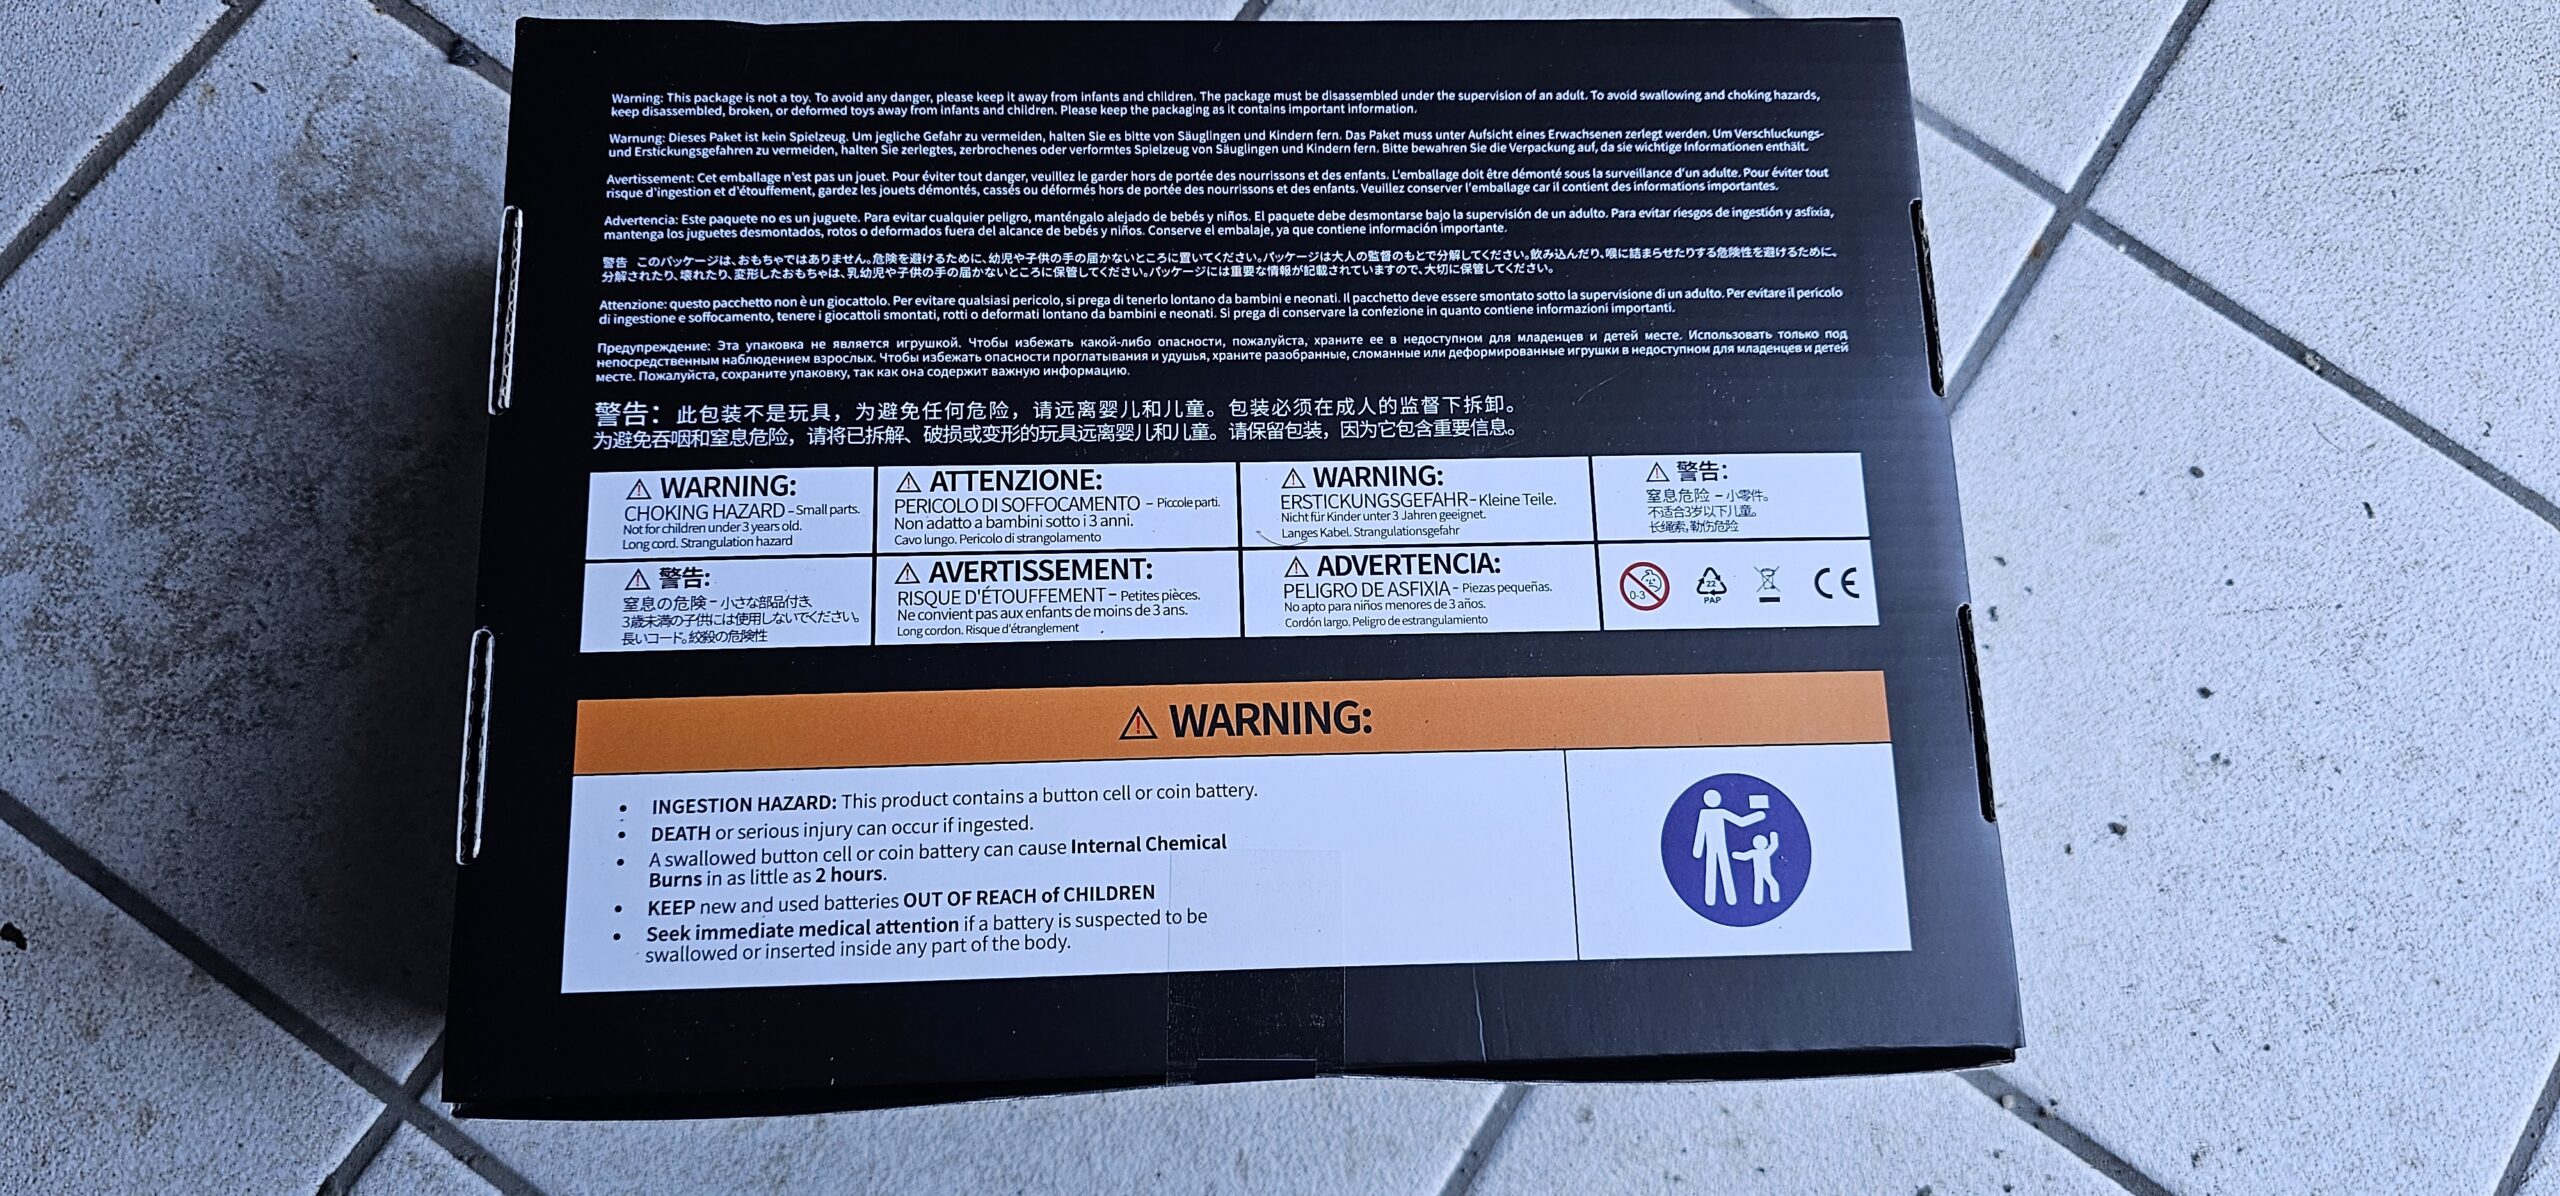 Warning: This package is not a toy. To avoid any danger, please keep it away from infants and children. The package must be disassembled under the supervision of an adult. To avoid swallowing and choking hazards,
keep disassembled, broken, or deformed toys away from infants and children. Please keep the packaging as it contains important information.
Warnung: Dieses Paket ist kein Spielzeug. Um jegliche Gefahr zu vermeiden, halten Sie es bitte von Säuglingen und Kindern fern. Das Paket muss unter Aufsicht eines Erwachsenen zerlegt werden. Um Verschluckungs-
und Erstickungsgefahren zu vermeiden, halten Sie zerlegtes, zerbrochenes oder verformtes Spielzeug von Säuglingen und Kindern fern. Bitte bewahren Sie die Verpackung auf, da sie wichtige Informationen enthält.
Avertissement: Cet emballage n'est pas un jouet. Pour éviter tout danger, veuillez le garder hors de portée des nourrissons et des enfants. L'emballage doit être démonté sous la surveillance d'un adulte. Pour éviter tout
risque d'ingestion et d'étouffement, gardez les jouets démontés, cassés ou déformés hors de portée des nourrissons et des enfants. Veuillez conserver l'emballage car il contient des informations importantes.
Advertencia: Este paquete no es un juguete. Para evitar cualquier peligro, manténgalo alejado de bebés y niños. El paquete debe desmontarse bajo la supervisión de un adulto. Para evitar riesgos de ingestión y asfixia,
mantenga los juguetes desmontados, rotos o deformados fuera del alcance de bebés y niños. Conserve el embalaje, ya que contiene información importante.
警告 このパッケージは、おもちゃではありません。危険を避けるために、幼児や子供の手の届かないところに置いてください。パッケージは大人の監督のもとで分解してください。飲み込んだり、喉に詰まらせたりする危険性を避けるために、
分解されたり、壊れたり、変形したおもちゃは、乳幼児や子供の手の届かないところに保管してください。パッケージには重要な情報が記載されていますので、大切に保管してください。
Attenzione: questo pacchetto non è un giocattolo. Per evitare qualsiasi pericolo, si prega di tenerlo lontano da bambini e neonati. Il pacchetto deve essere smontato sotto la supervisione di un adulto. Per evitare il pericolo
di ingestione e soffocamento, tenere i giocattoli smontati, rotti o deformati lontano da bambini e neonati. Si prega di conservare la confezione in quanto contiene informazioni importanti.
Предупреждение: Эта упаковка не является игрушкой. Чтобы избежать какой-либо опасности, пожалуйста, храните ее в недоступном для младенцев и детей месте. Использовать только под
непосредственным наблюдением взрослых. Чтобы избежать опасности проглатывания и удушья, храните разобранные, сломанные или деформированные игрушки в недоступном для младенцев и детей
месте. Пожалуйста, сохраните упаковку, так как она содержит важную информацию.
警告：此包装不是玩具，为避免任何危险，请远离婴儿和儿童。包装必须在成人的监督下拆卸。
为避免吞咽和窒息危险，请将已拆解、破损或变形的玩具远离婴儿和儿童。请保留包装，因为它包含重要信息。
⚠ WARNING:
CHOKING HAZARD – Small parts.
Not for children under 3 years old.
Long cord. Strangulation hazard
⚠ ATTENZIONE:
PERICOLO DI SOFFOCAMENTO – Piccole parti.
Non adatto a bambini sotto i 3 anni.
Cavo lungo. Pericolo di strangolamento
⚠ WARNING:
ERSTICKUNGSGEFAHR – Kleine Teile.
Nicht für Kinder unter 3 Jahren geeignet.
Langes Kabel. Strangulationsgefahr
⚠ 警告：
窒息危险 – 小零件。
不适合3岁以下儿童。
长绳索,勒伤危险
⚠ 警告:
窒息の危険 – 小さな部品付き、
3歳未満の子供には使用しないでください。
長いコード。絞殺の危険性
⚠ AVERTISSEMENT:
RISQUE D'ÉTOUFFEMENT – Petites pièces.
Ne convient pas aux enfants de moins de 3 ans.
Long cordon. Risque d'étranglement
⚠ ADVERTENCIA:
PELIGRO DE ASFIXIA – Piezas pequeñas.
No apto para niños menores de 3 años.
Cordón largo. Peligro de estrangulamiento
0-3
22
PAP
CE
⚠ WARNING:
• INGESTION HAZARD: This product contains a button cell or coin battery.
• DEATH or serious injury can occur if ingested.
• A swallowed button cell or coin battery can cause Internal Chemical
Burns in as little as 2 hours.
• KEEP new and used batteries OUT OF REACH of CHILDREN
• Seek immediate medical attention if a battery is suspected to be
swallowed or inserted inside any part of the body.